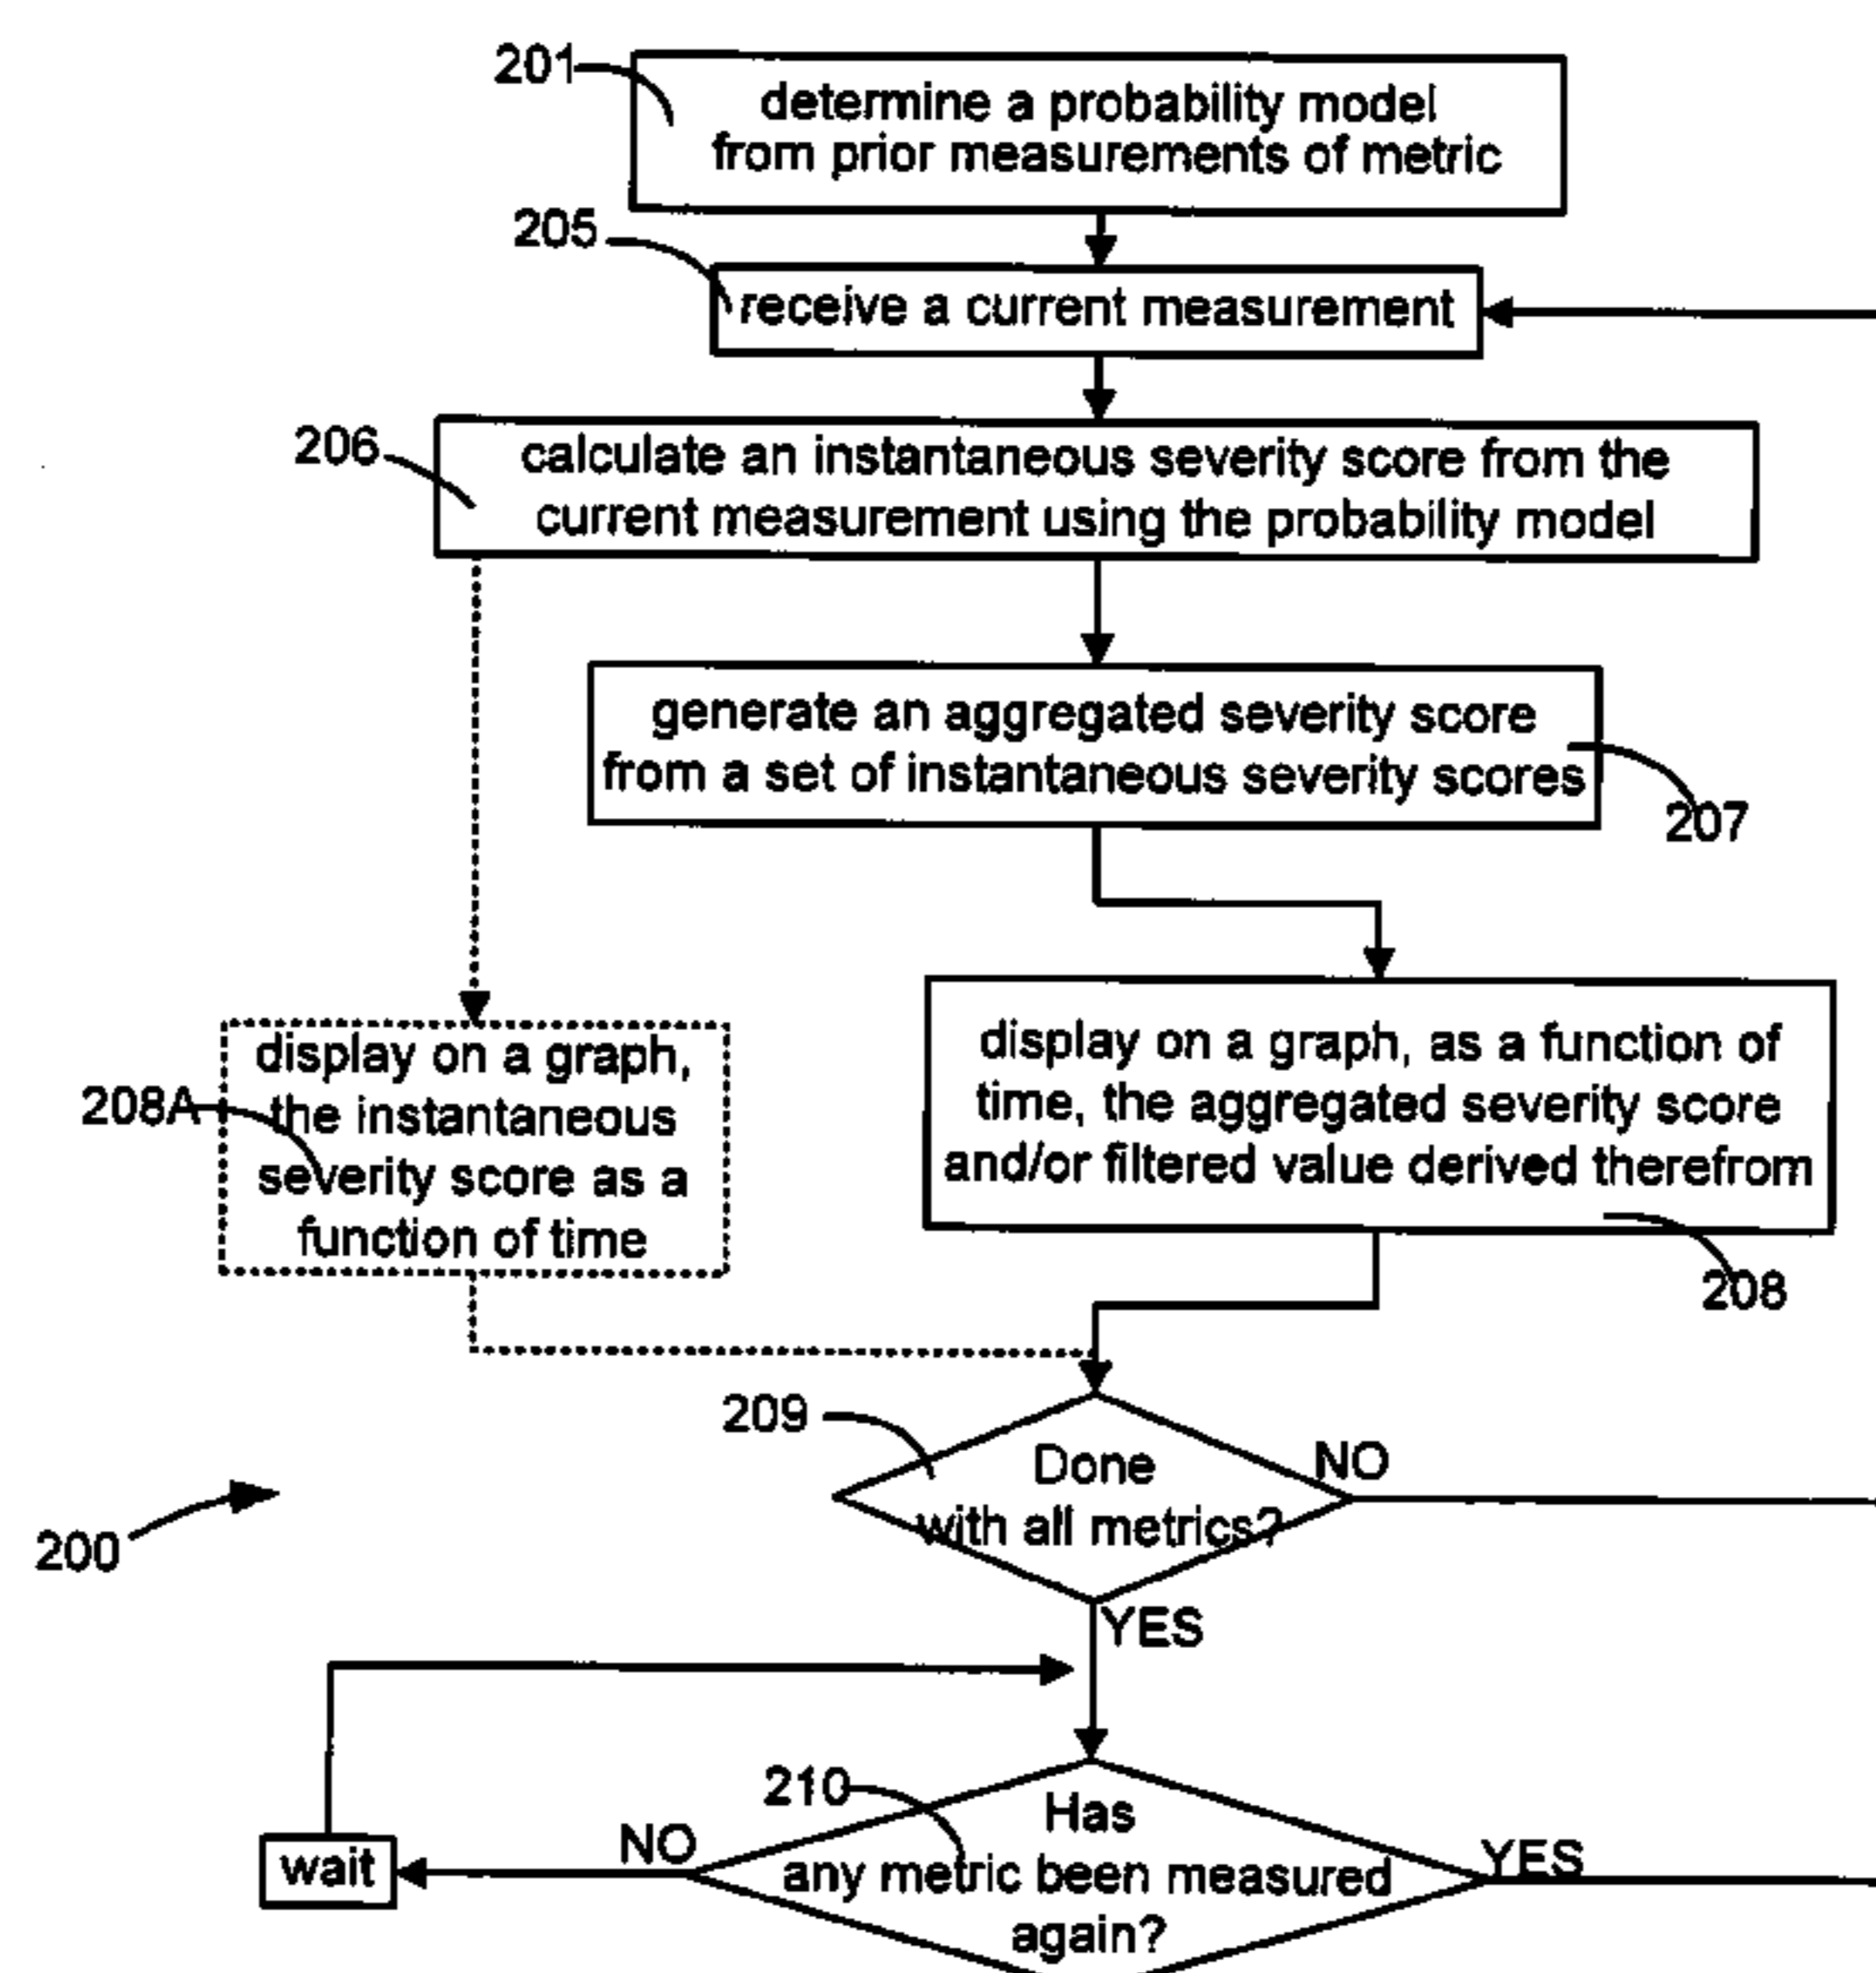 201
determine a probability model
from prior measurements of metric
205
receive a current measurement
206
calculate an instantaneous severity score from the
current measurement using the probability model
generate an aggregated severity score
from a set of instantaneous severity scores
207
display on a graph,
the instantaneous
severity score as a
function of time
208A
display on a graph, as a function of
time, the aggregated severity score
and/or filtered value derived therefrom
208
209
Done
with all metrics?
NO
200
YES
210
Has
any metric been measured
again?
NO
YES
wait